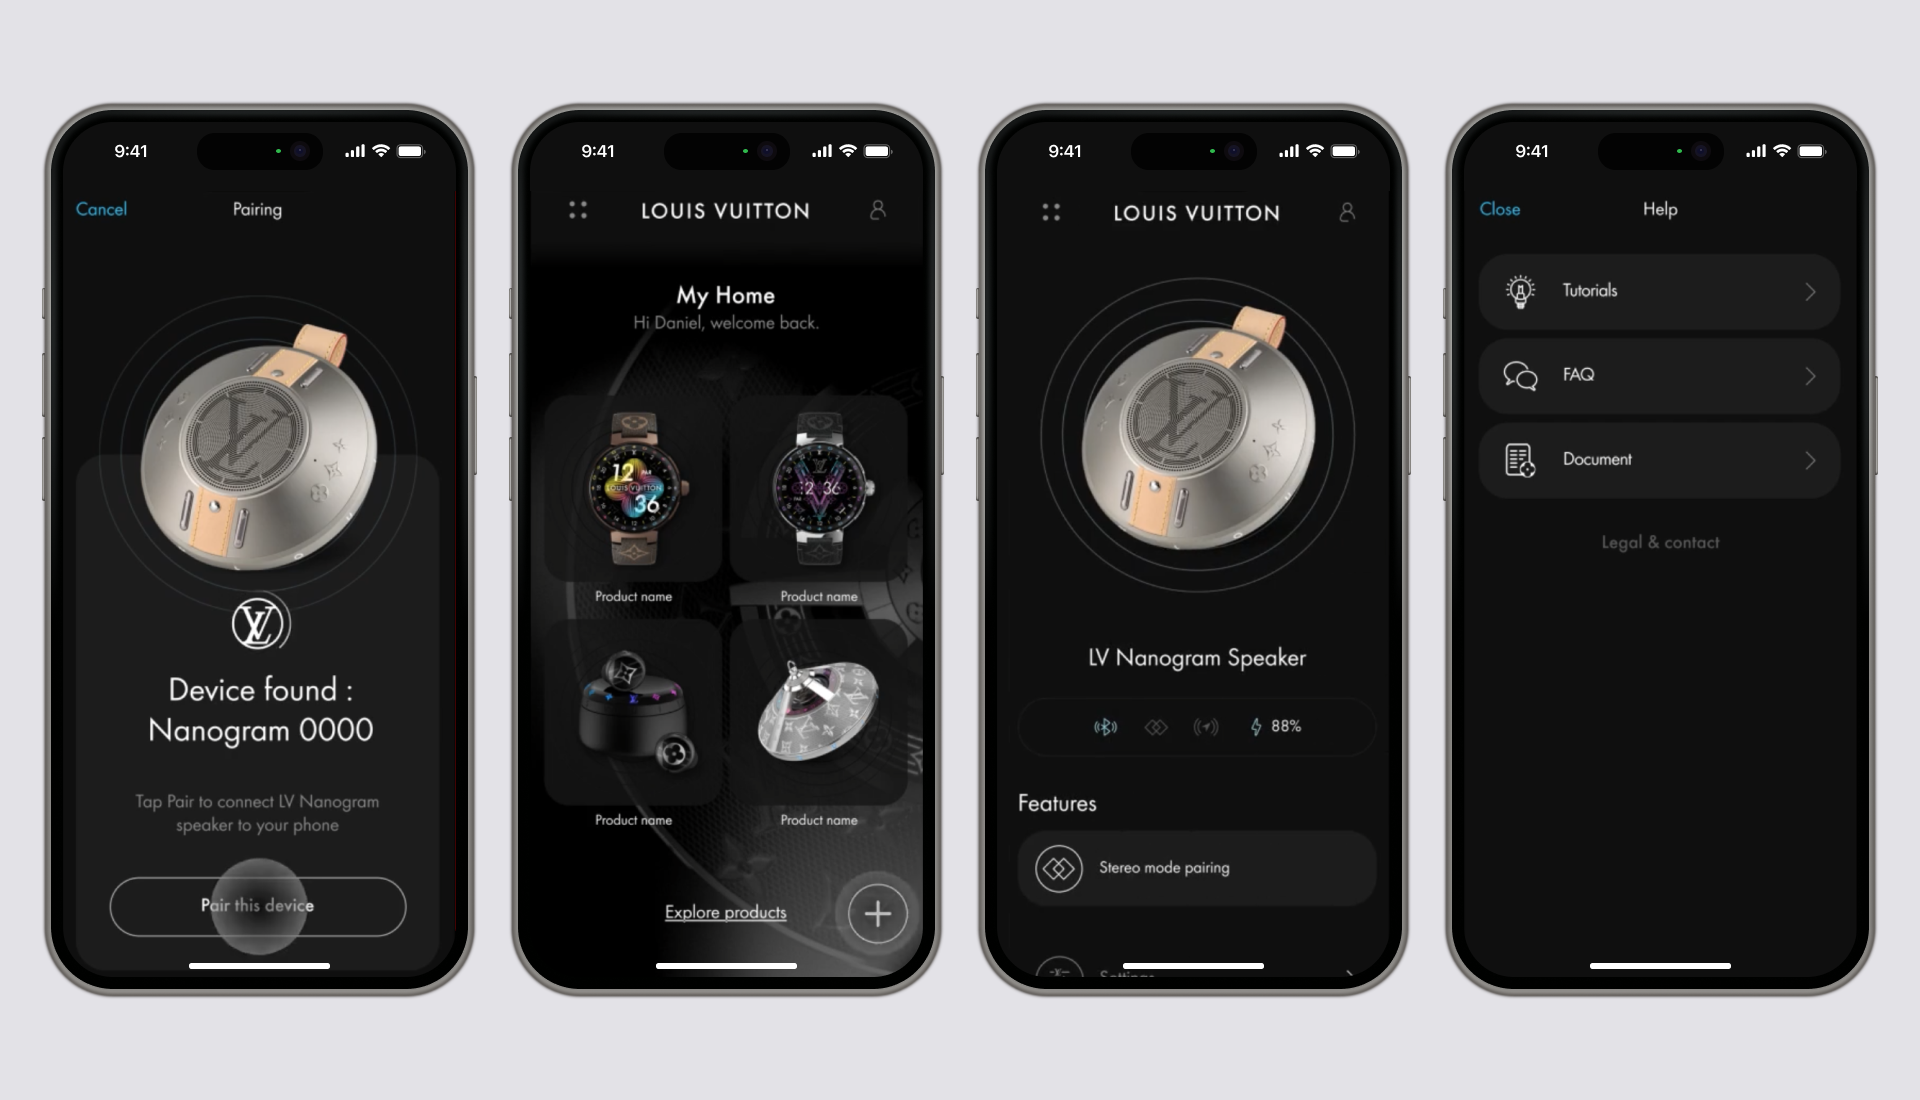 9:41
Cancel
Pairing
Device found :
Nanogram 0000
Tap Pair to connect LV Nanogram
speaker to your phone
Pair this device
9:41
LOUIS VUITTON
My Home
Hi Daniel, welcome back.
12
PAR
LOUIS VUITTON
36
Product name
Product name
Product name
Product name
Explore products
9:41
LOUIS VUITTON
LV Nanogram Speaker
88%
Features
Stereo mode pairing
Settings
9:41
Close
Help
Tutorials
FAQ
Document
Legal & contact